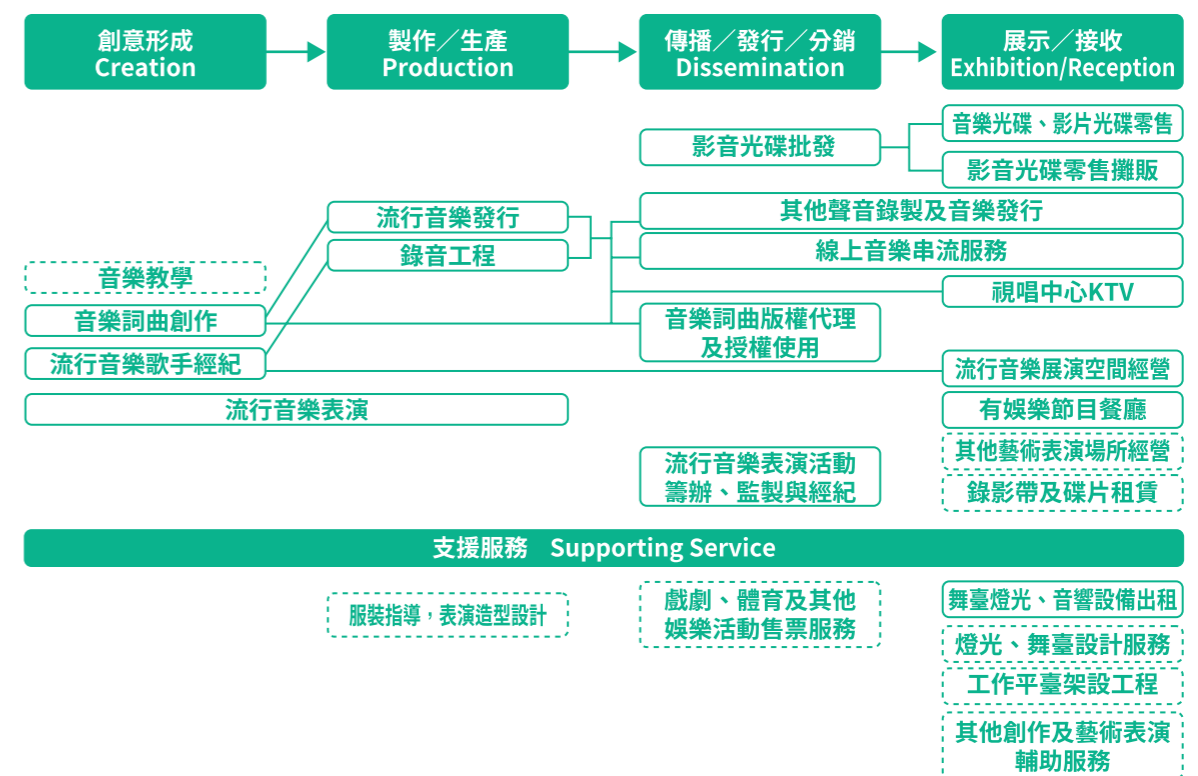 創意形成
Creation
製作／生產
Production
傳播／發行／分銷
Dissemination
展示／接收
Exhibition/Reception
影音光碟批發
音樂光碟、影片光碟零售
影音光碟零售攤販
流行音樂發行
錄音工程
其他聲音錄製及音樂發行
線上音樂串流服務
音樂教學
音樂詞曲創作
流行音樂歌手經紀
視唱中心KTV
音樂詞曲版權代理
及授權使用
流行音樂展演空間經營
流行音樂表演
有娛樂節目餐廳
流行音樂表演活動
籌辦、監製與經紀
其他藝術表演場所經營
錄影帶及碟片租賃
支援服務 Supporting Service
服裝指導，表演造型設計
戲劇、體育及其他
娛樂活動售票服務
舞臺燈光、音響設備出租
燈光、舞臺設計服務
工作平臺架設工程
其他創作及藝術表演
輔助服務